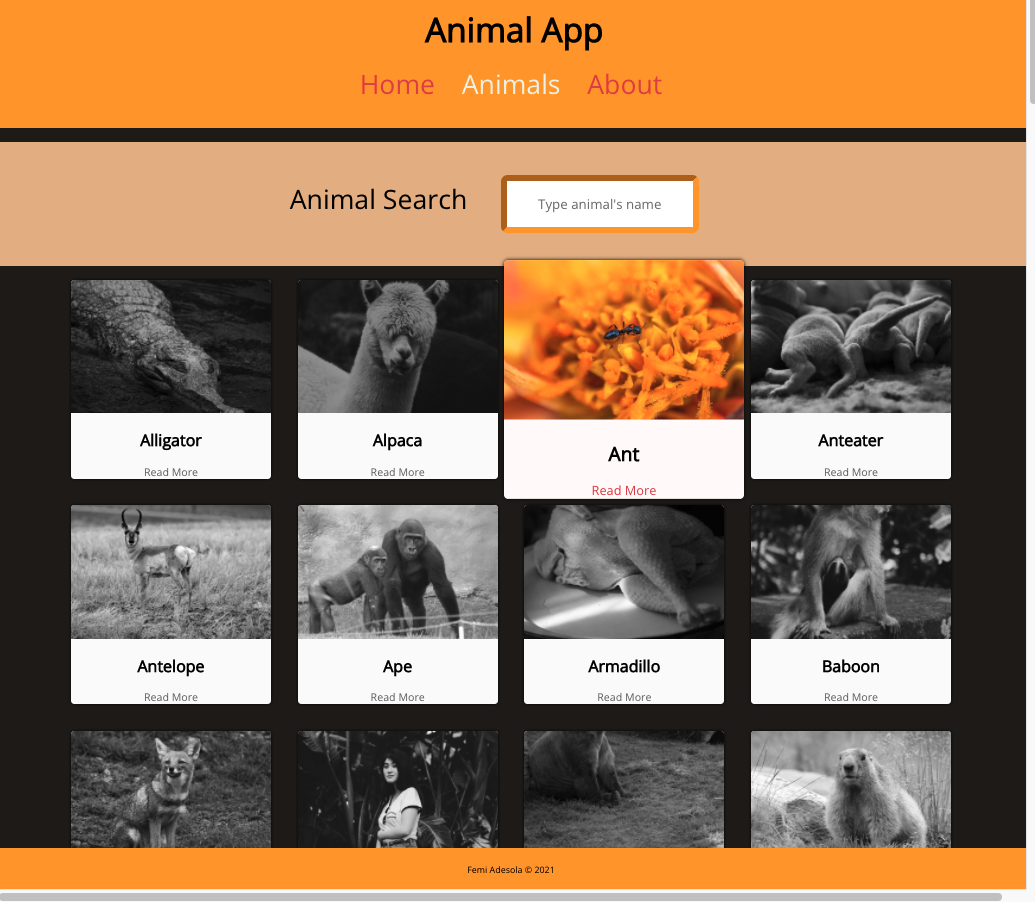 Animal App
Home Animals About
Animal Search Type animal's name
Alligator Alpaca Ant Anteater
Read More Read More Read More Read More
Antelope Ape Armadillo Baboon
Read More Read More Read More Read More
Femi Adesola © 2021